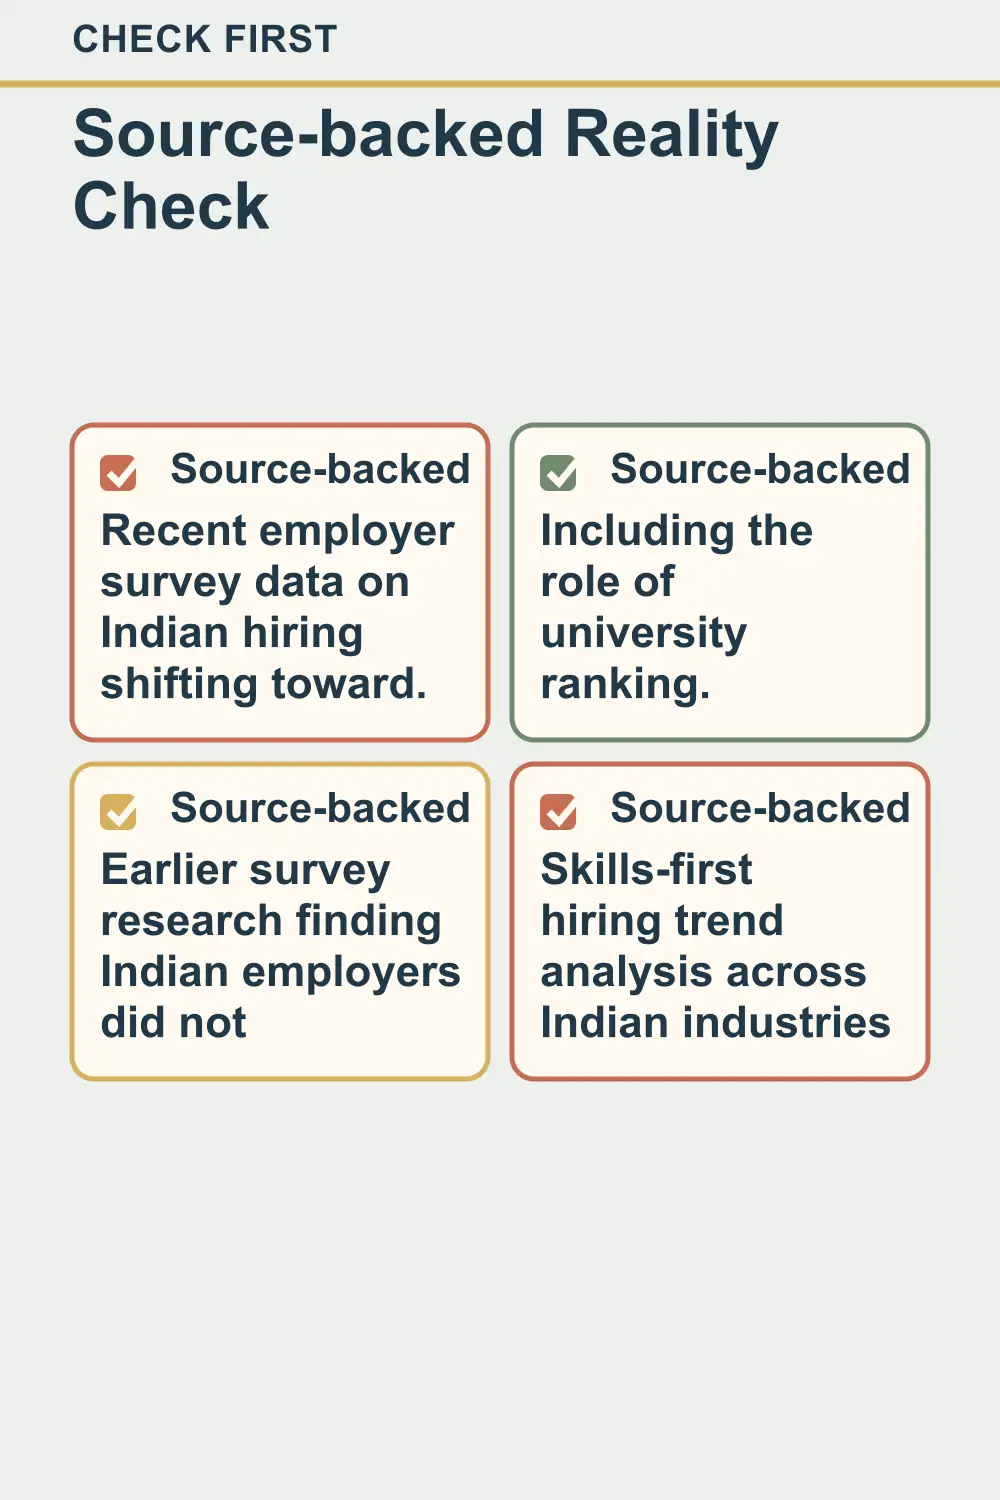 CHECK FIRST
Source-backed Reality
Check
Source-backed
Recent employer
survey data on
Indian hiring
shifting toward.
Source-backed
Including the
role of
university
ranking.
Source-backed
Earlier survey
research finding
Indian employers
did not
Source-backed
Skills-first
hiring trend
analysis across
Indian industries